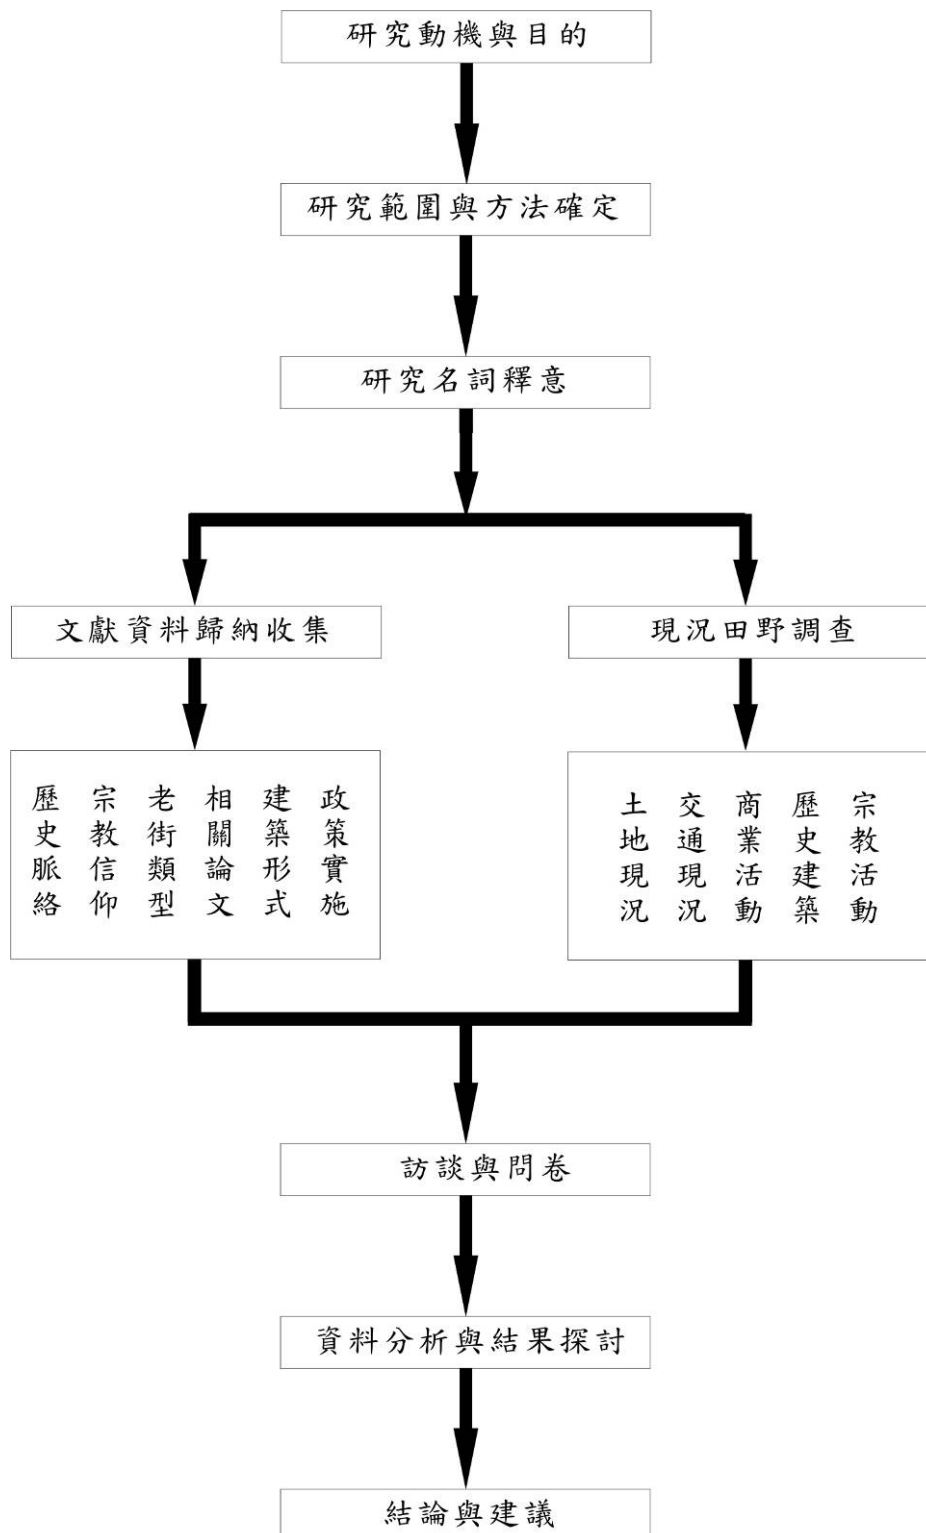 研究動機與目的
研究範圍與方法確定
研究名詞釋意
文獻資料歸納收集
現況田野調查
歷史脈絡
宗教信仰
老街類型
相關論文
建築形式
政策實施
土地現況
交通現況
商業活動
歷史建築
宗教活動
訪談與問卷
資料分析與結果探討
結論與建議